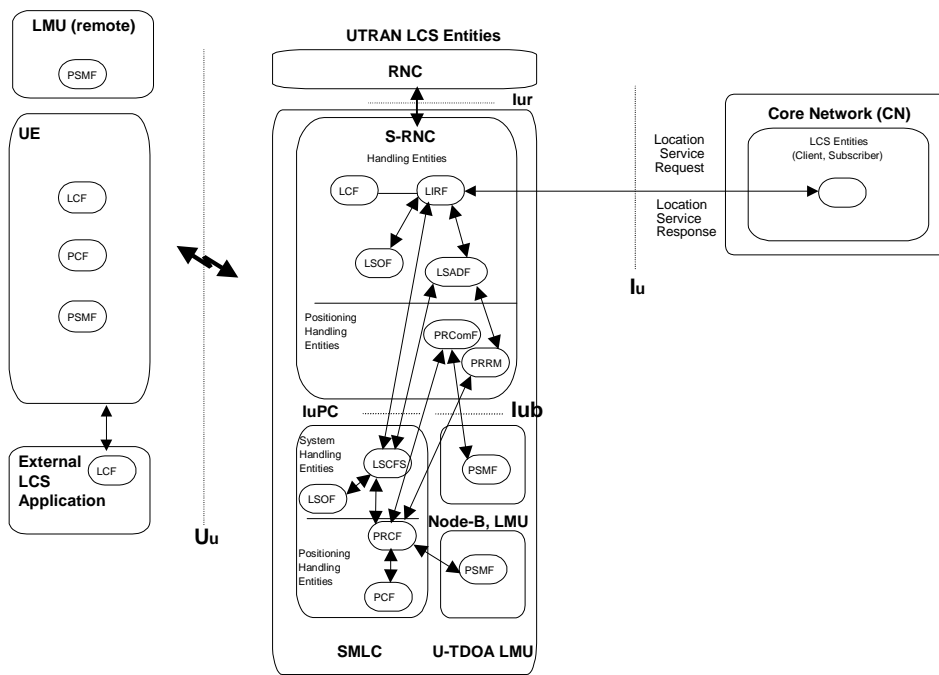 LMU (remote)
PSMF
UE
LCF
PCF
PSMF
External
LCS
Application
LCF
Uu
UTRAN LCS Entities
RNC
Iur
S-RNC
Handling Entities
LCF
LIRF
LSOF
LSADF
Positioning
Handling
Entities
PRComF
PRRM
IuPC
Iub
System
Handling
Entities
LSCFS
LSOF
PSMF
Node-B, LMU
PRCF
Positioning
Handling
Entities
PCF
PSMF
SMLC
U-TDOA LMU
Location
Service
Request
Location
Service
Response
Iu
Core Network (CN)
LCS Entities
(Client, Subscriber)